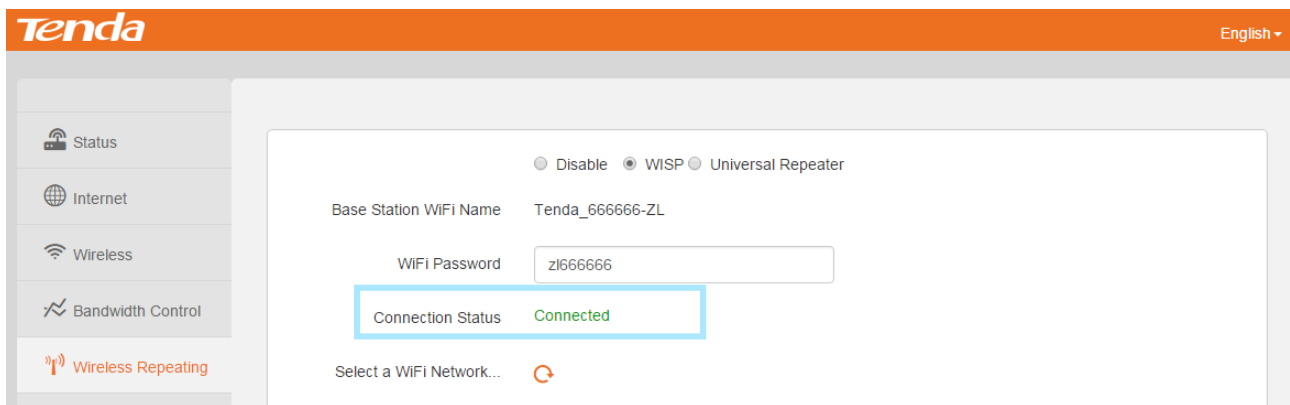 Tenda
English
Status
Internet
Wireless
Bandwidth Control
Wireless Repeating
Disable WISP Universal Repeater
Base Station WiFi Name Tenda_666666-ZL
WiFi Password zl666666
Connection Status Connected
Select a WiFi Network...